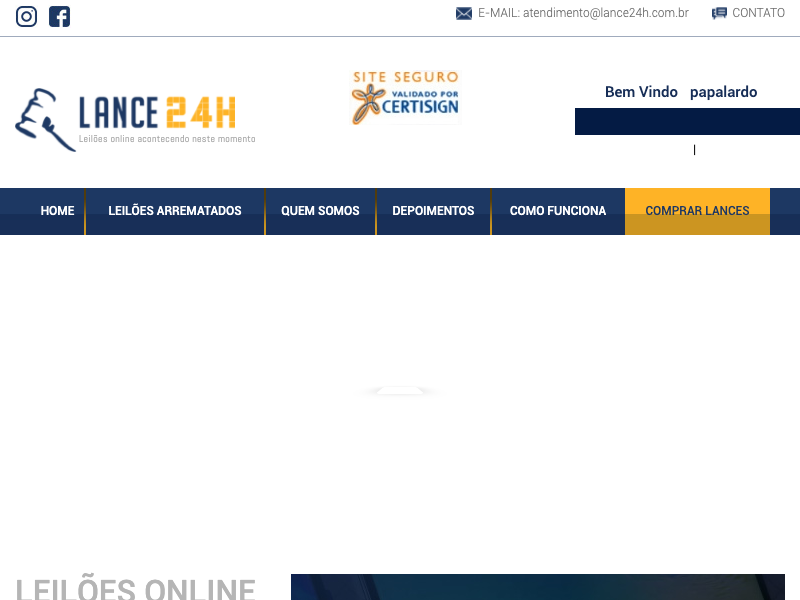 E-MAIL: atendimento@lance24h.com.br CONTATO
SITE SEGURO
VALIDADO POR
CERTISIGN
LANCE 24H
Leilões online acontecendo neste momento
Bem Vindo papalardo
|
HOME LEILÕES ARREMATADOS QUEM SOMOS DEPOIMENTOS COMO FUNCIONA COMPRAR LANCES
LEILÕES ONLINE